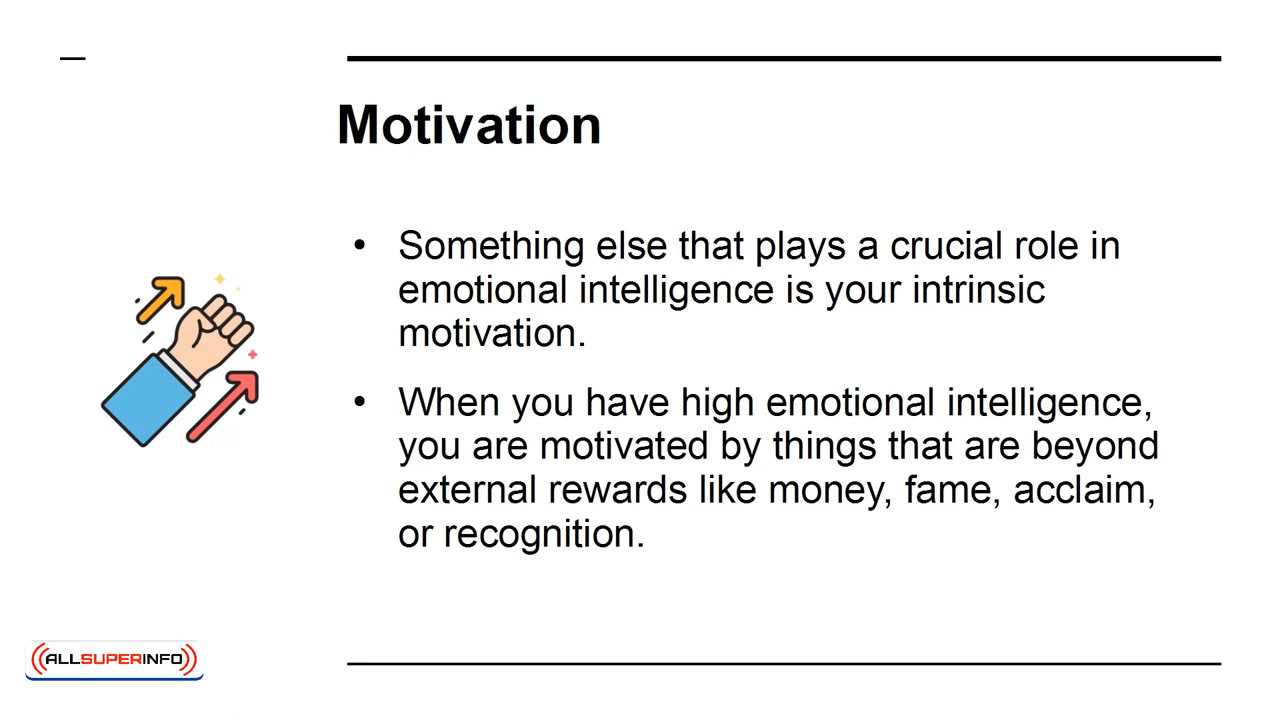 Motivation
• Something else that plays a crucial role in
emotional intelligence is your intrinsic
motivation.
• When you have high emotional intelligence,
you are motivated by things that are beyond
external rewards like money, fame, acclaim,
or recognition.
ALLSUPERINFO